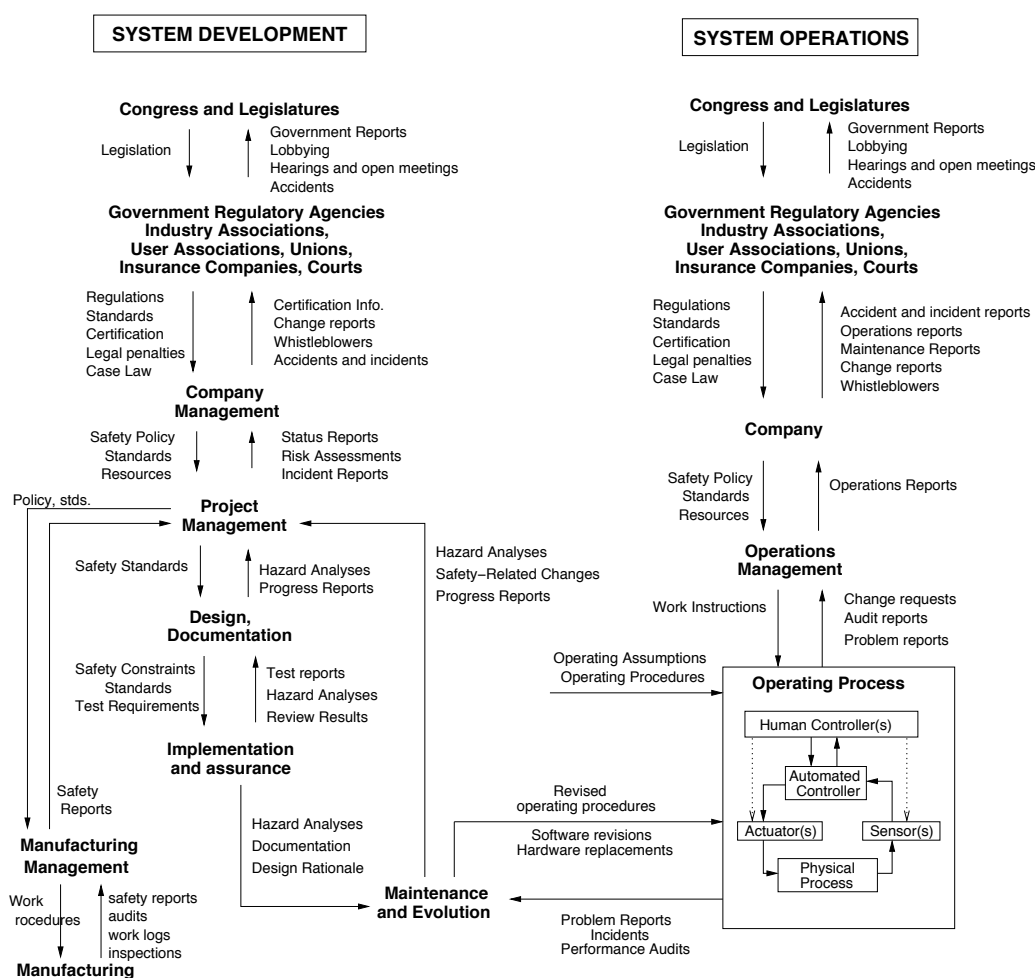 SYSTEM DEVELOPMENT
Congress and Legislatures
Legislation
Government Reports
Lobbying
Hearings and open meetings
Accidents
Government Regulatory Agencies
Industry Associations,
User Associations, Unions,
Insurance Companies, Courts
Regulations
Standards
Certification
Legal penalties
Case Law
Certification Info.
Change reports
Whistleblowers
Accidents and incidents
Company
Management
Safety Policy
Standards
Resources
Status Reports
Risk Assessments
Incident Reports
Policy, stds.
Project
Management
Safety Standards
Hazard Analyses
Progress Reports
Hazard Analyses
Safety-Related Changes
Progress Reports
Design,
Documentation
Safety Constraints
Standards
Test Requirements
Test reports
Hazard Analyses
Review Results
Implementation
and assurance
Safety
Reports
Hazard Analyses
Documentation
Design Rationale
Manufacturing
Management
Work
rocedures
safety reports
audits
work logs
inspections
Manufacturing
Maintenance
and Evolution
SYSTEM OPERATIONS
Congress and Legislatures
Legislation
Government Reports
Lobbying
Hearings and open meetings
Accidents
Government Regulatory Agencies
Industry Associations,
User Associations, Unions,
Insurance Companies, Courts
Regulations
Standards
Certification
Legal penalties
Case Law
Accident and incident reports
Operations reports
Maintenance Reports
Change reports
Whistleblowers
Company
Safety Policy
Standards
Resources
Operations Reports
Operations
Management
Work Instructions
Change requests
Audit reports
Problem reports
Operating Assumptions
Operating Procedures
Operating Process
Human Controller(s)
Automated
Controller
Actuator(s)
Sensor(s)
Physical
Process
Revised
operating procedures
Software revisions
Hardware replacements
Problem Reports
Incidents
Performance Audits